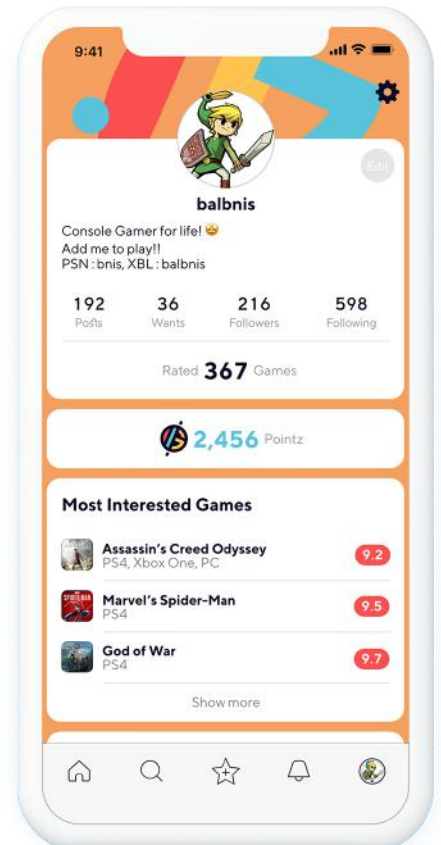 9:41
Edit
balbnis
Console Gamer for life! 🤩
Add me to play!!
PSN : bnis, XBL : balbnis
192 36 216 598
Posts Wants Followers Following
Rated 367 Games
2,456 Pointz
Most Interested Games
Assassin's Creed Odyssey
PS4, Xbox One, PC
9.2
Marvel's Spider-Man
PS4
9.5
God of War
PS4
9.7
Show more